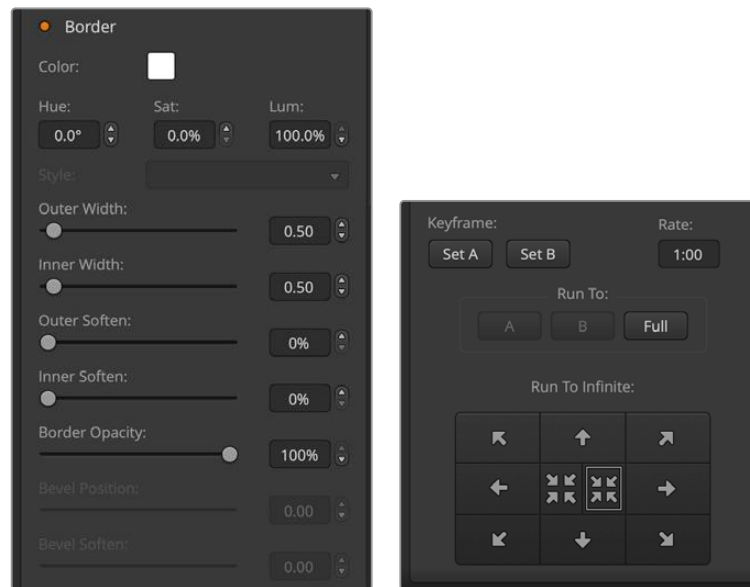 Border
Color:
Hue: Sat: Lum:
0.0° 0.0% 100.0%
Style:
Outer Width:
0.50
Inner Width:
0.50
Outer Soften:
0%
Inner Soften:
0%
Border Opacity:
100%
Bevel Position:
0.00
Bevel Soften:
0.00
Keyframe: Rate:
Set A Set B 1:00
Run To:
A B Full
Run To Infinite: